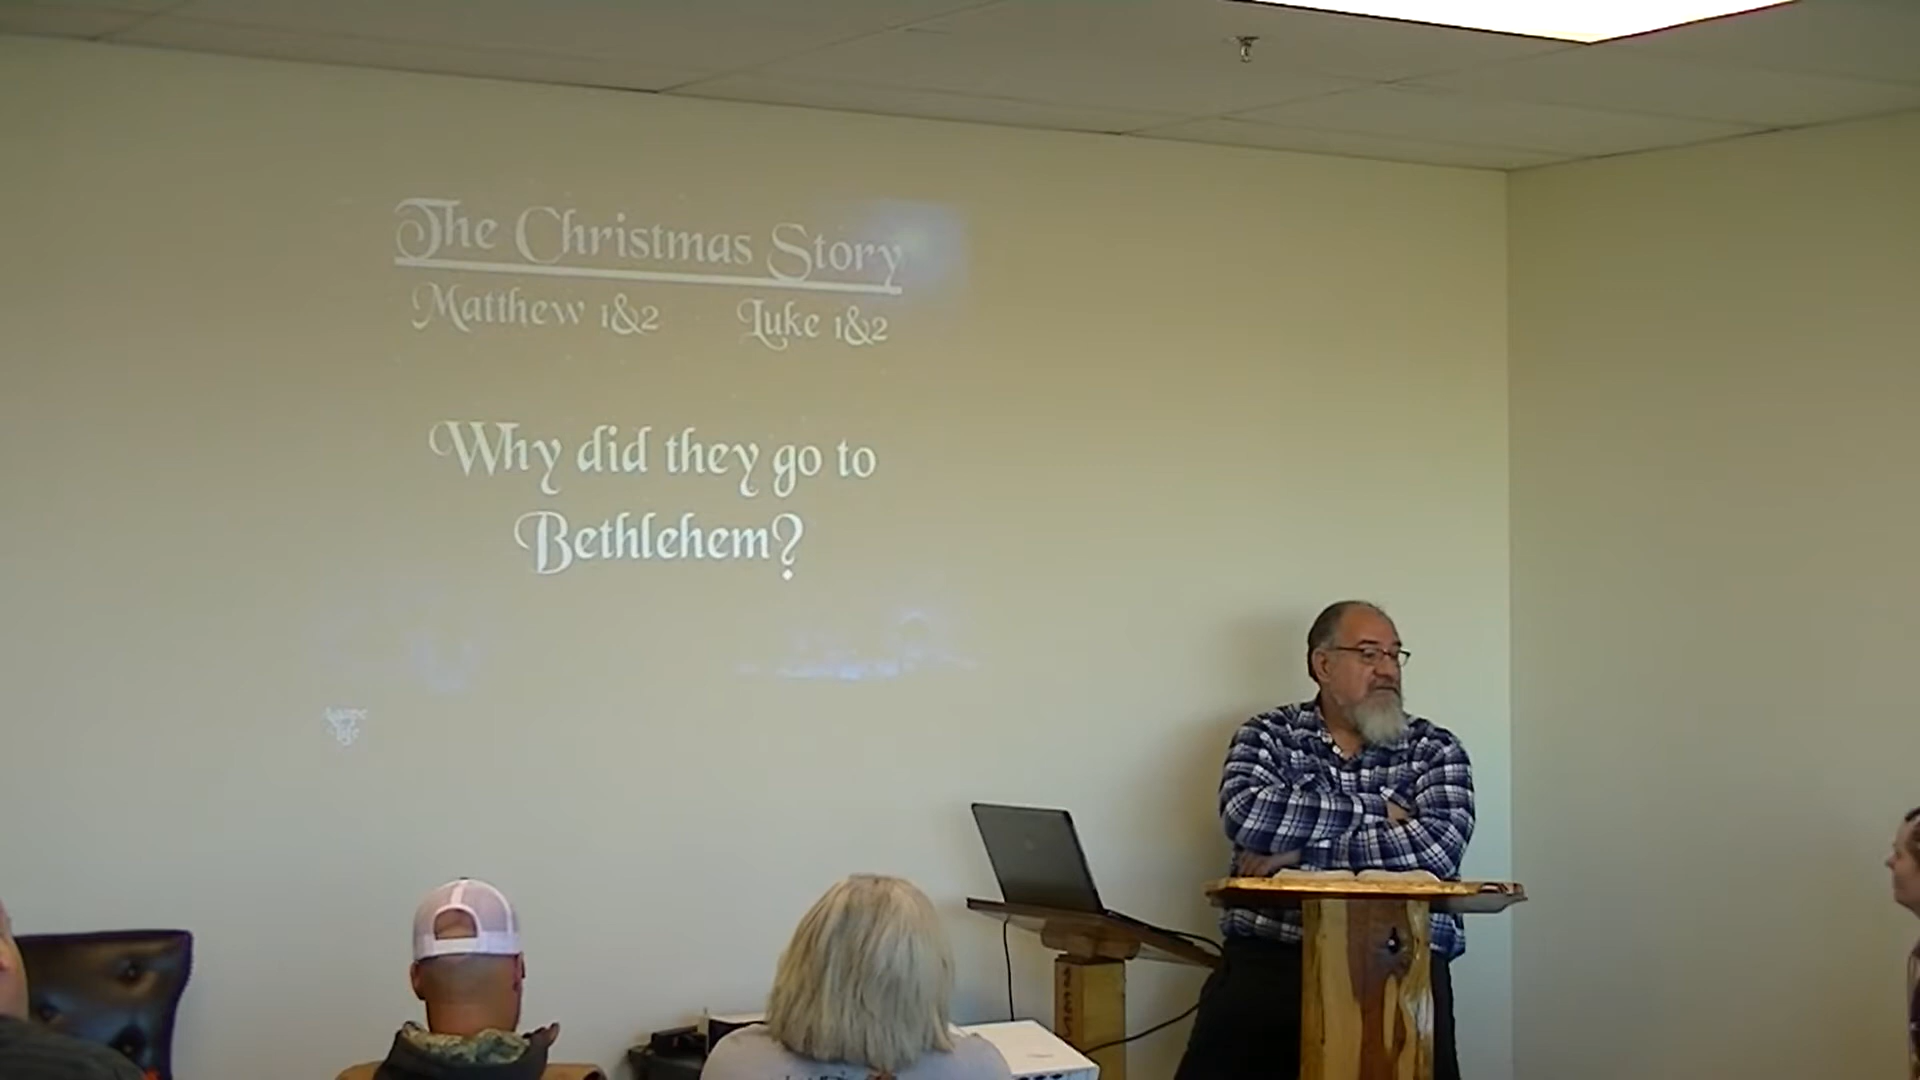 The Christmas Story
Matthew 1&2 Luke 1&2
Why did they go to
Bethlehem?